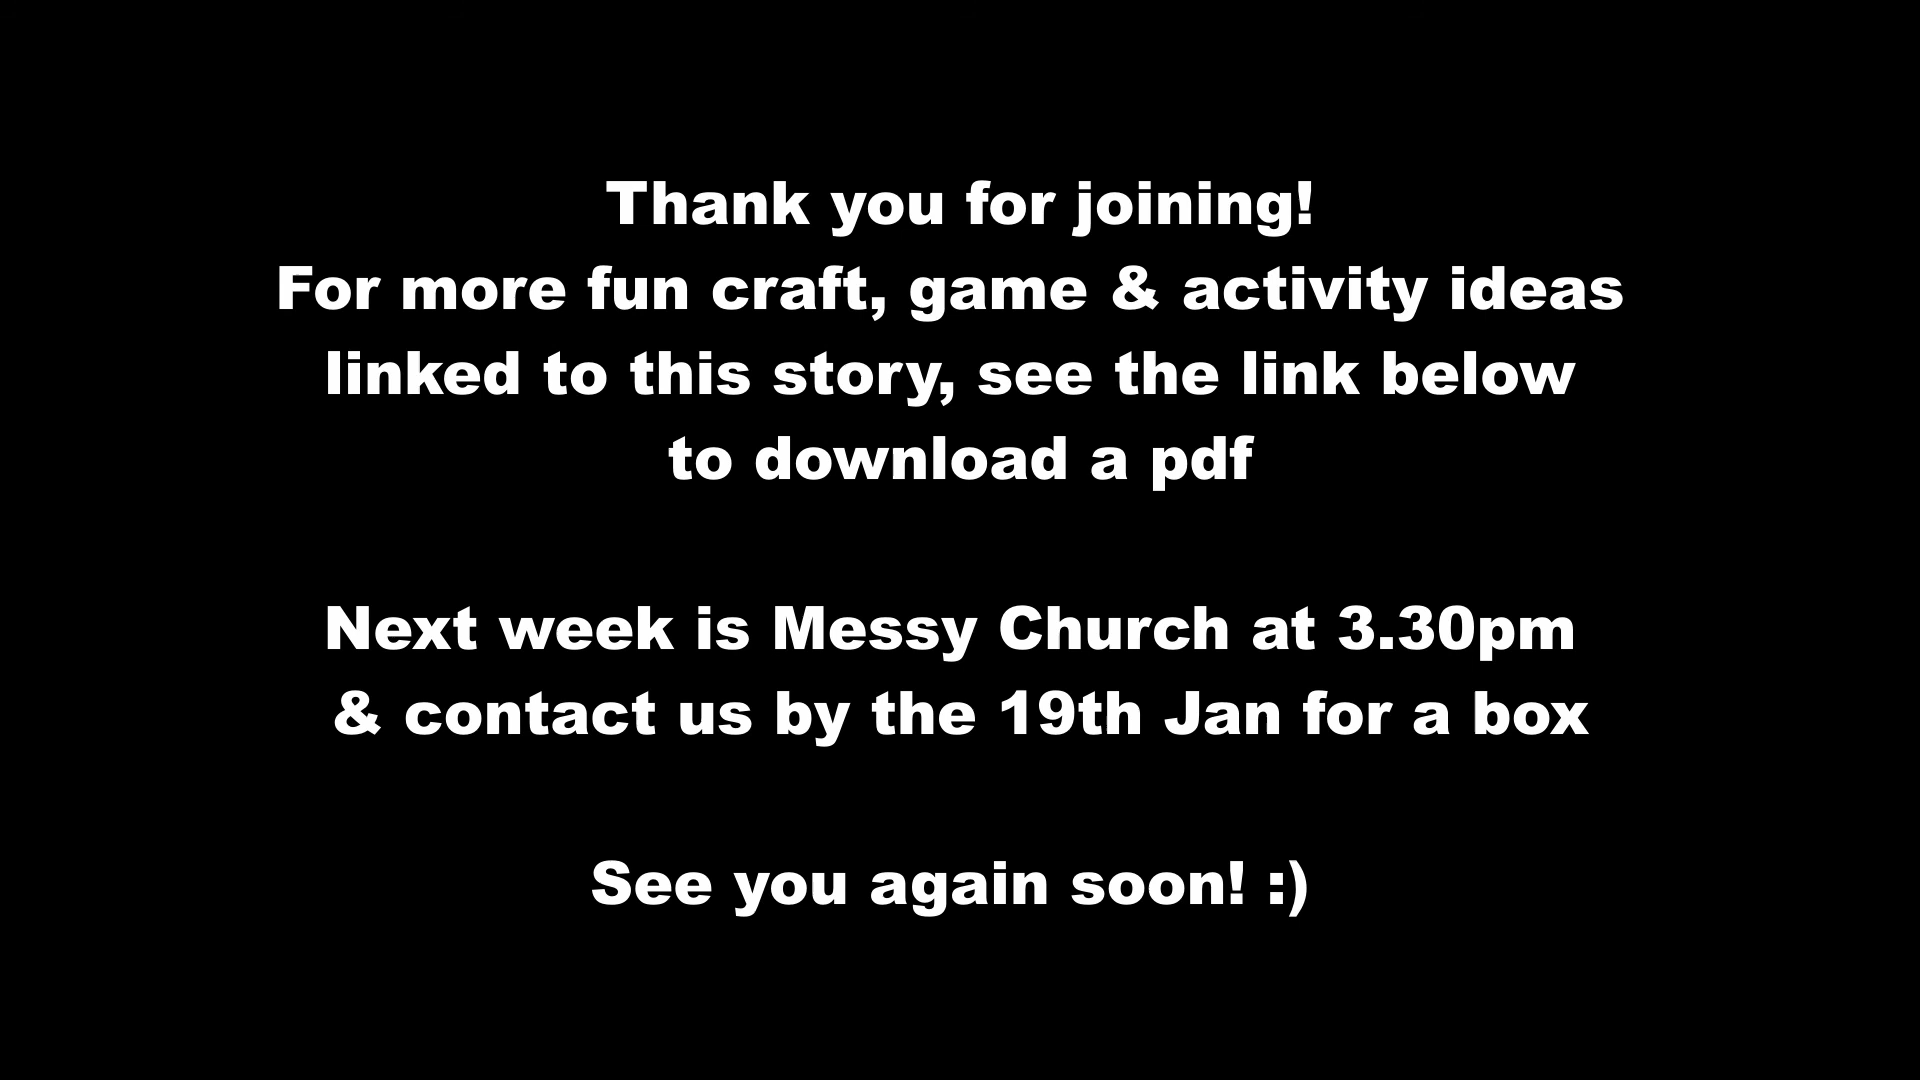 Thank you for joining!
For more fun craft, game & activity ideas
linked to this story, see the link below
to download a pdf
Next week is Messy Church at 3.30pm
& contact us by the 19th Jan for a box
See you again soon! :)